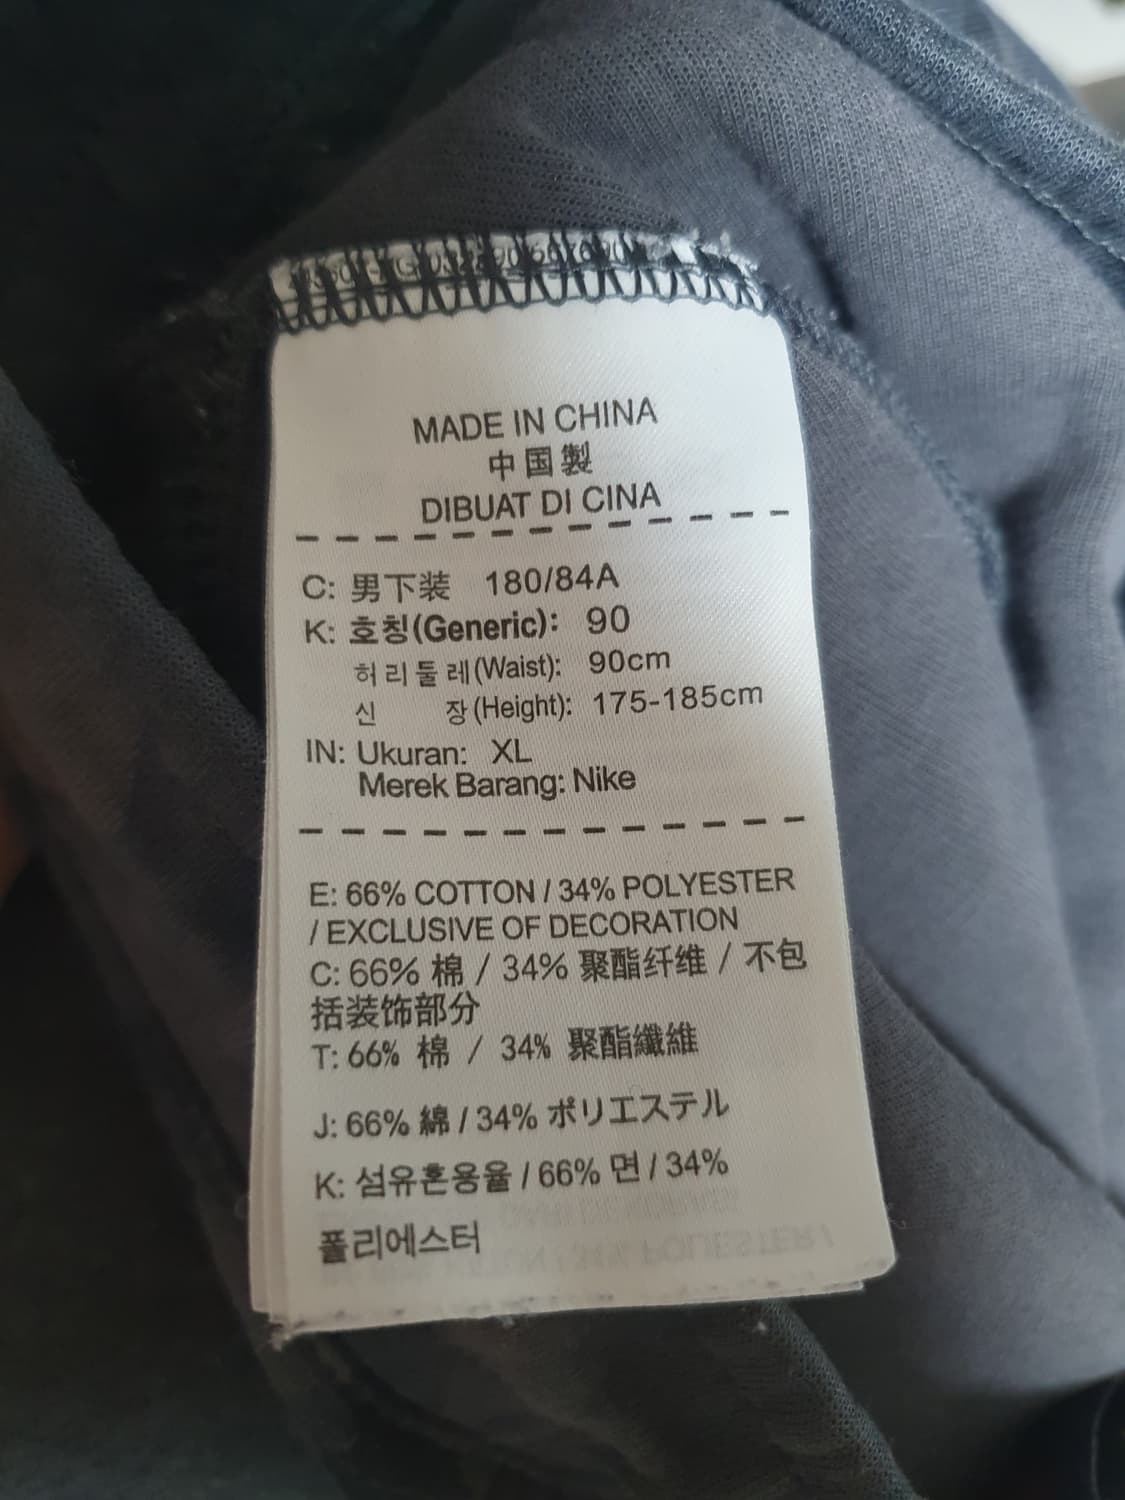 MADE IN CHINA
中国製
DIBUAT DI CINA
C: 男下装 180/84A
K: 호칭(Generic): 90
허리둘레(Waist): 90cm
신 장(Height): 175-185cm
IN: Ukuran: XL
Merek Barang: Nike
E: 66% COTTON / 34% POLYESTER
/ EXCLUSIVE OF DECORATION
C: 66% 棉 / 34% 聚酯纤维 / 不包
括装饰部分
T: 66% 棉 / 34% 聚酯纖維
J: 66% 綿 / 34% ポリエステル
K: 섬유혼용율 / 66% 면 / 34%
폴리에스터